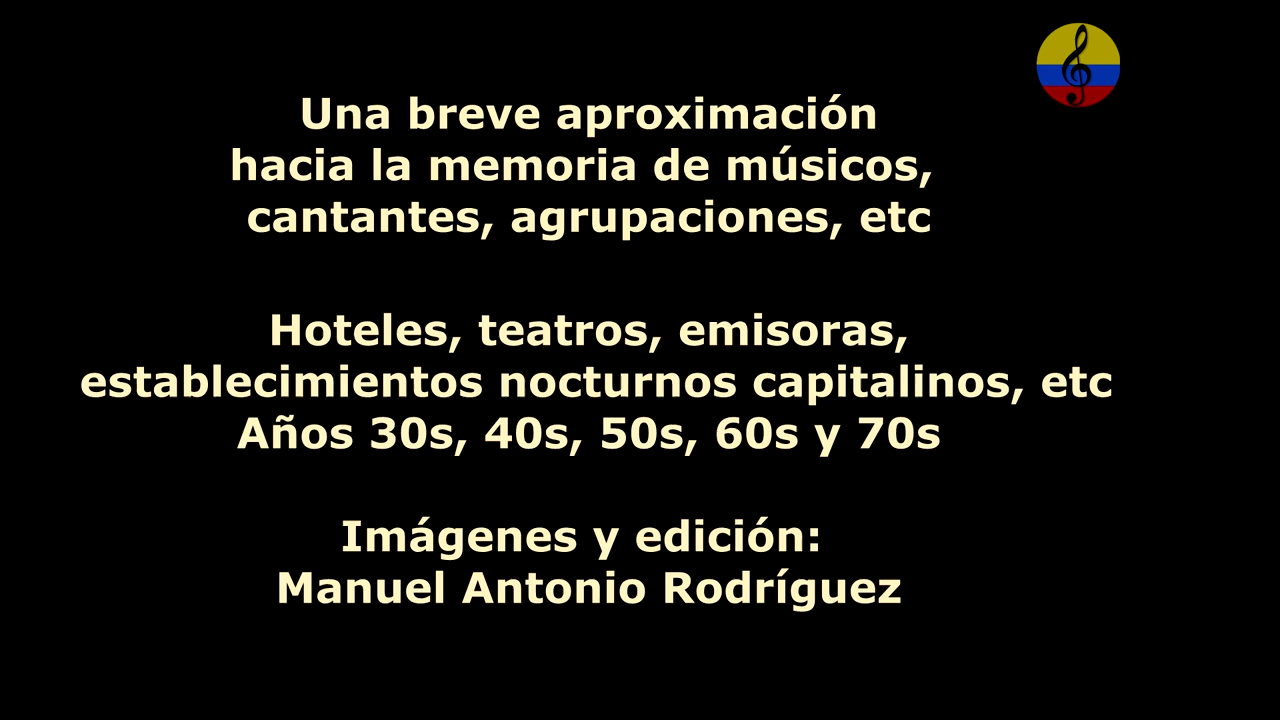 Una breve aproximación
hacia la memoria de músicos,
cantantes, agrupaciones, etc
Hoteles, teatros, emisoras,
establecimientos nocturnos capitalinos, etc
Años 30s, 40s, 50s, 60s y 70s
Imágenes y edición:
Manuel Antonio Rodríguez